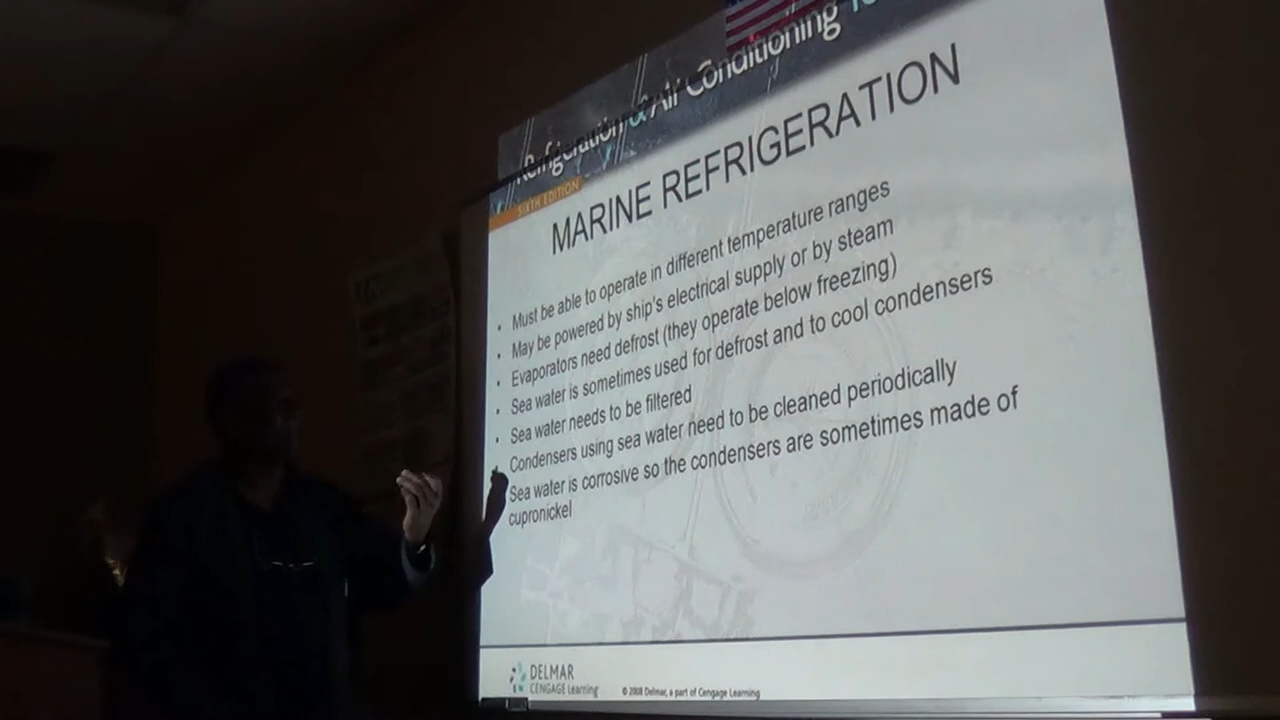 Refrigeration & Air Conditioning
SIXTH EDITION
MARINE REFRIGERATION
• Must be able to operate in different temperature ranges
• May be powered by ship's electrical supply or by steam
• Evaporators need defrost (they operate below freezing)
• Sea water is sometimes used for defrost and to cool condensers
• Sea water needs to be filtered
Condensers using sea water need to be cleaned periodically
Sea water is corrosive so the condensers are sometimes made of
cupronickel
DELMAR
CENGAGE Learning
© 2008 Delmar, a part of Cengage Learning